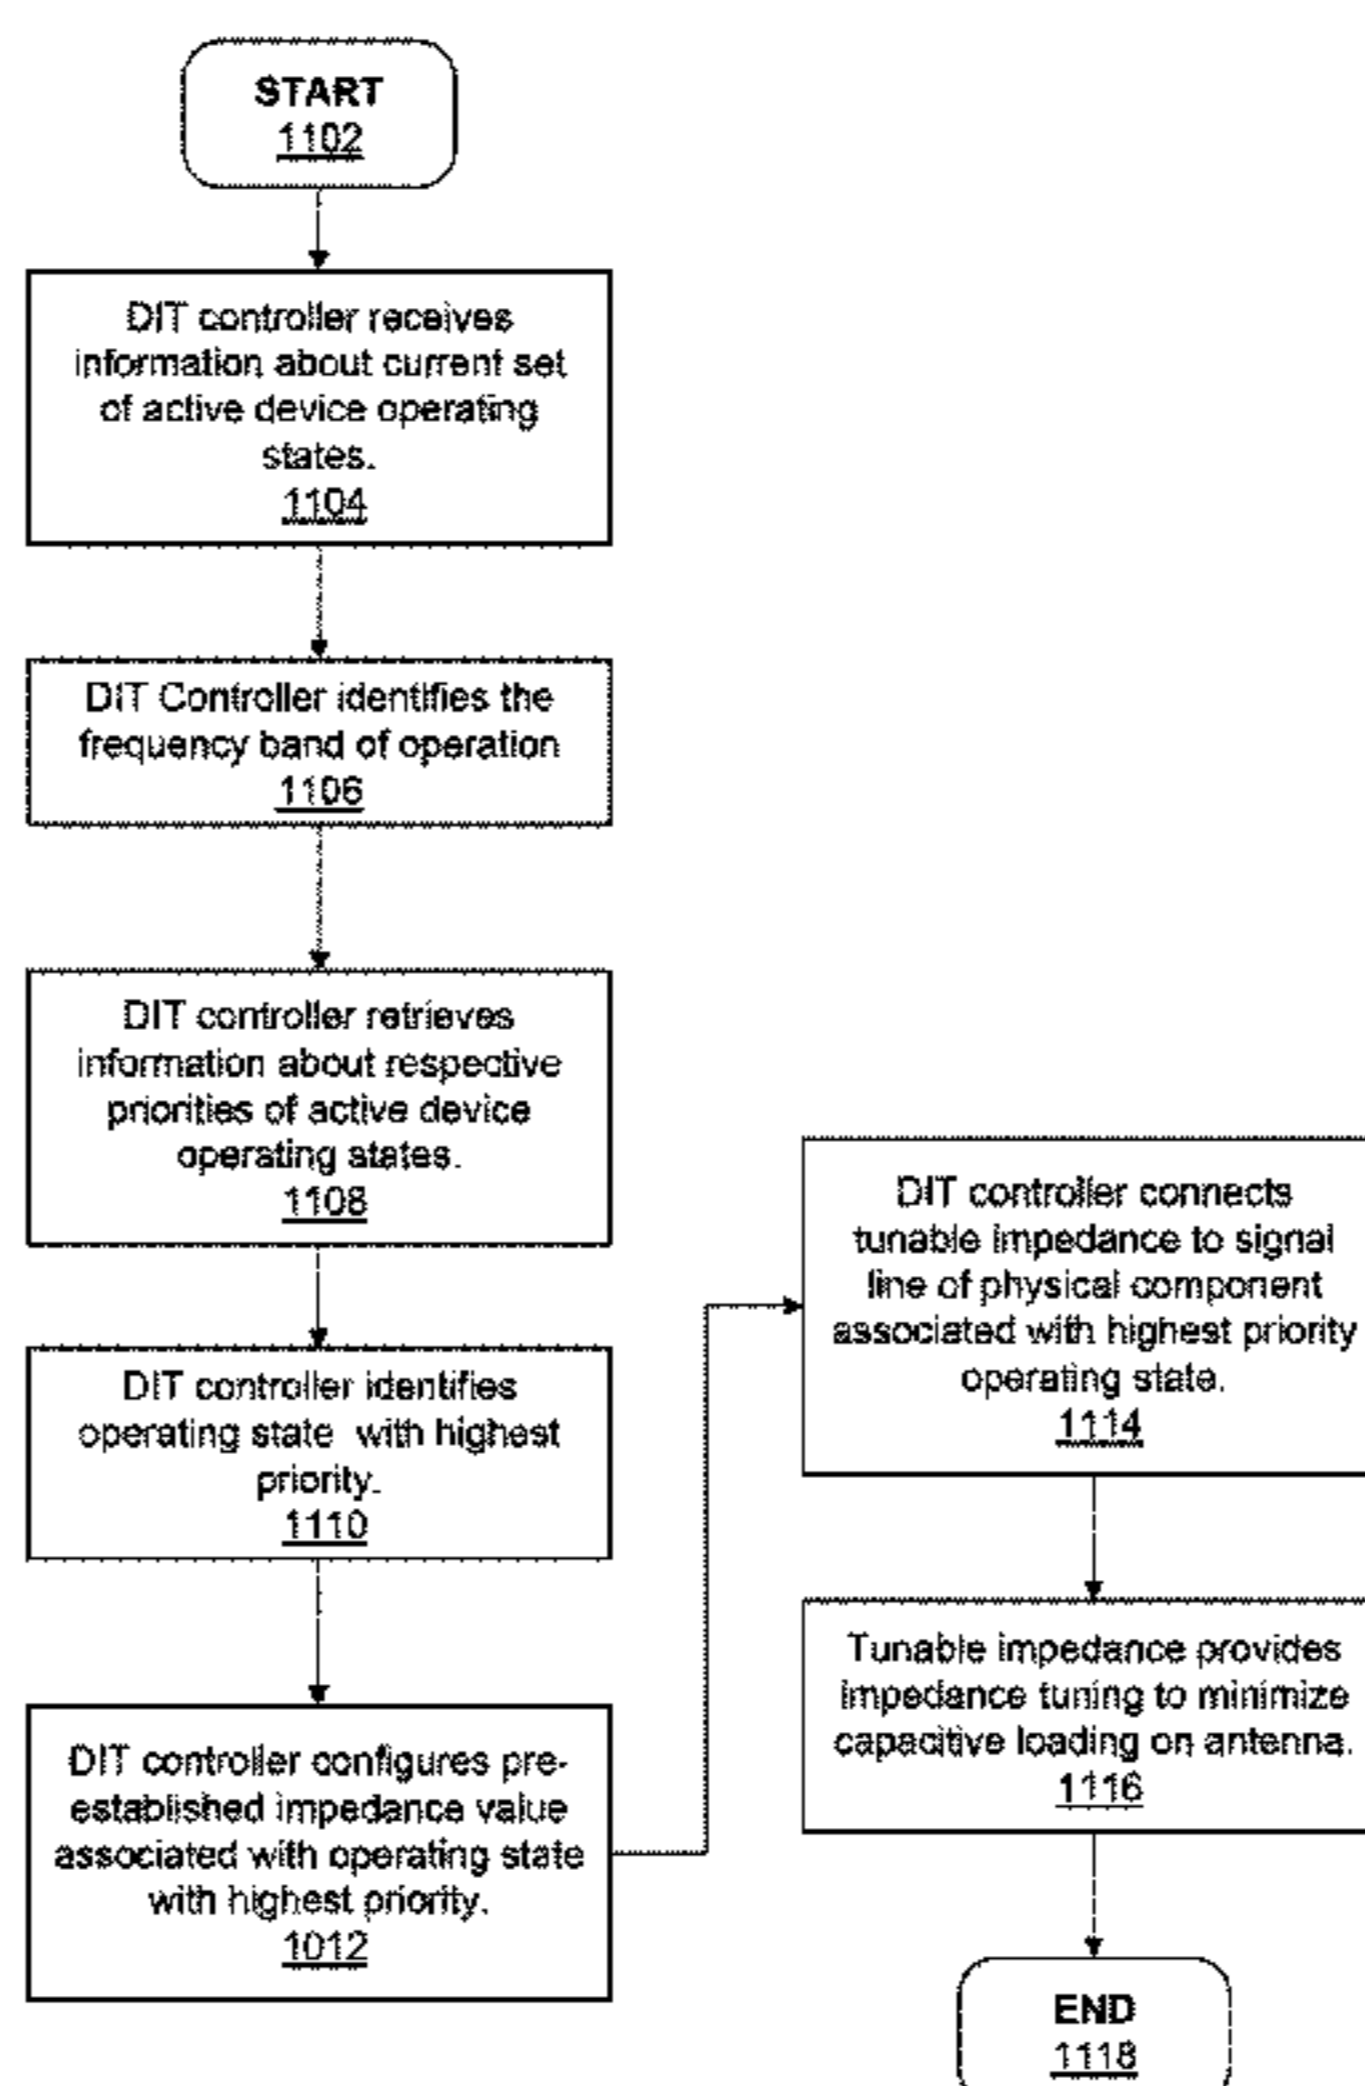 START
1102
DIT controller receives
information about current set
of active device operating
states.
1104
DIT Controller identifies the
frequency band of operation
1106
DIT controller retrieves
information about respective
priorities of active device
operating states.
1108
DIT controller identifies
operating state with highest
priority.
1110
DIT controller configures pre-
established impedance value
associated with operating state
with highest priority.
1012
DIT controller connects
tunable impedance to signal
line of physical component
associated with highest priority
operating state.
1114
Tunable impedance provides
impedance tuning to minimize
capacitive loading on antenna.
1116
END
1118